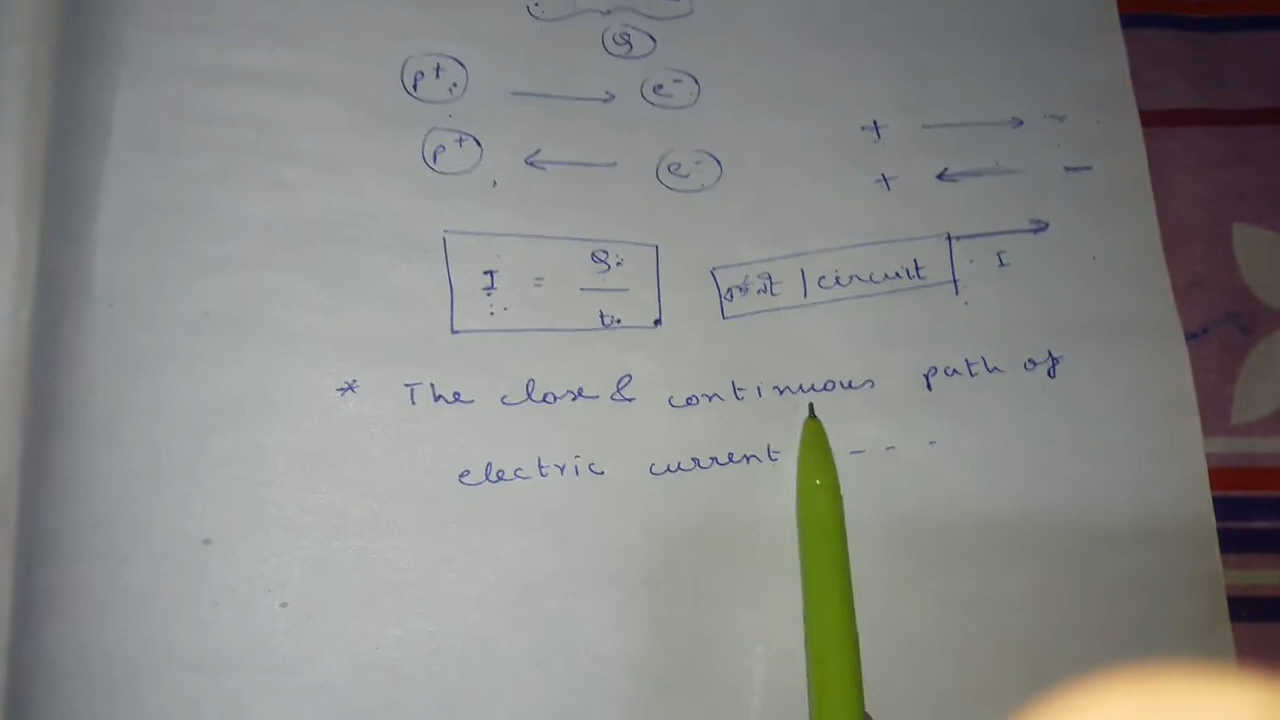 Q
p+ → e-
+ → -
p+ ← e-
+ ← -
I = Q / t
/ circuit
I
* The close & continuous path of
electric current - - -